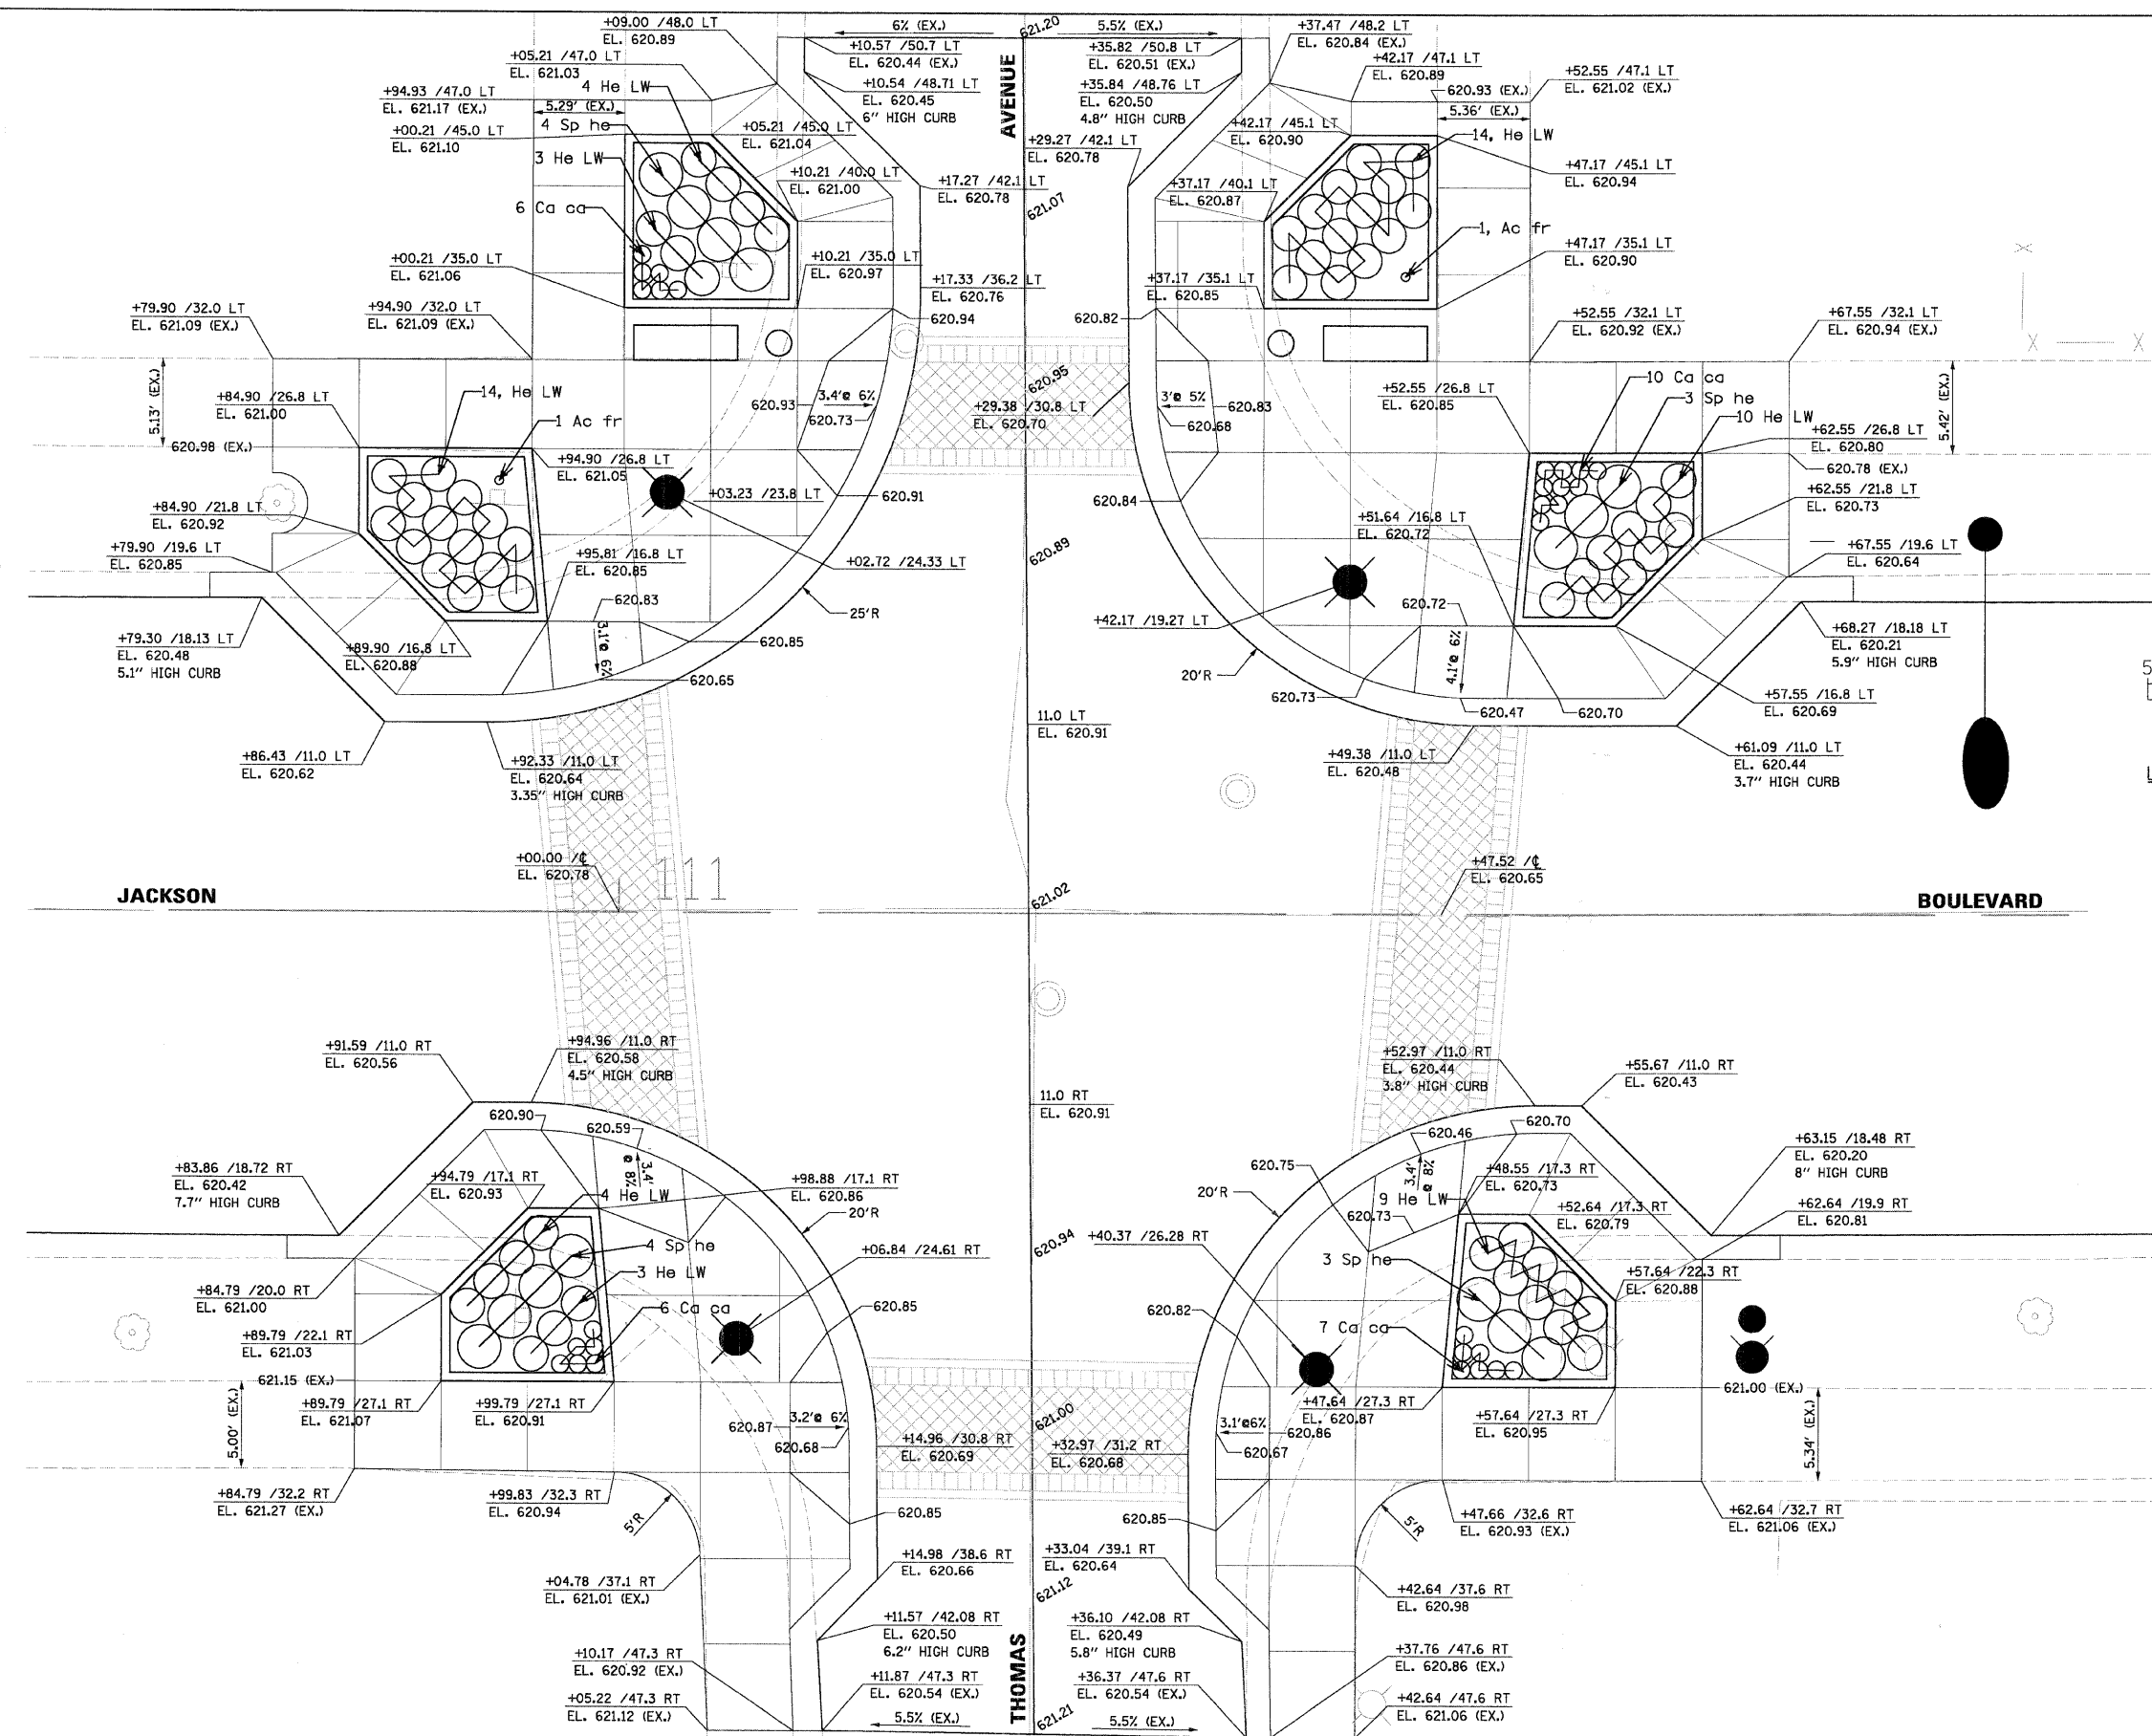 +09.00 /48.0 LT
EL. 620.89
6% (EX.)
621.20
5.5% (EX.)
+37.47 /48.2 LT
EL. 620.84 (EX.)
+05.21 /47.0 LT
EL. 621.03
+10.57 /50.7 LT
EL. 620.44 (EX.)
+35.82 /50.8 LT
EL. 620.51 (EX.)
+42.17 /47.1 LT
EL. 620.89
+52.55 /47.1 LT
EL. 621.02 (EX.)
4 He LW
+94.93 /47.0 LT
EL. 621.17 (EX.)
5.29' (EX.)
+10.54 /48.71 LT
EL. 620.45
6" HIGH CURB
AVENUE
+35.84 /48.76 LT
EL. 620.50
4.8" HIGH CURB
620.93 (EX.)
5.36' (EX.)
4 Sp he
+00.21 /45.0 LT
EL. 621.10
+05.21 /45.0 LT
EL. 621.04
+42.17 /45.1 LT
EL. 620.90
14, He LW
3 He LW
+29.27 /42.1 LT
EL. 620.78
+47.17 /45.1 LT
EL. 620.94
+10.21 /40.0 LT
EL. 621.00
+17.27 /42.1 LT
EL. 620.78
+37.17 /40.1 LT
EL. 620.87
6 Ca ca
621.07
1, Ac fr
+00.21 /35.0 LT
EL. 621.06
+10.21 /35.0 LT
EL. 620.97
+47.17 /35.1 LT
EL. 620.90
+17.33 /36.2 LT
EL. 620.76
+37.17 /35.1 LT
EL. 620.85
+79.90 /32.0 LT
EL. 621.09 (EX.)
+94.90 /32.0 LT
EL. 621.09 (EX.)
620.94
620.82
+52.55 /32.1 LT
EL. 620.92 (EX.)
+67.55 /32.1 LT
EL. 620.94 (EX.)
X X
5.13' (EX.)
14, He LW
1 Ac fr
+84.90 /26.8 LT
EL. 621.00
620.98 (EX.)
620.93
3.4'@ 6%
620.73
620.95
+29.38 /30.8 LT
EL. 620.70
3'@ 5%
620.83
620.68
+52.55 /26.8 LT
EL. 620.85
10 Ca ca
3 Sp he
10 He LW
5.42' (EX.)
+62.55 /26.8 LT
EL. 620.80
620.78 (EX.)
+94.90 /26.8 LT
EL. 621.05
+03.23 /23.8 LT
620.91
620.84
+62.55 /21.8 LT
EL. 620.73
+84.90 /21.8 LT
EL. 620.92
+51.64 /16.8 LT
EL. 620.72
+79.90 /19.6 LT
EL. 620.85
+95.81 /16.8 LT
EL. 620.85
+02.72 /24.33 LT
620.89
+67.55 /19.6 LT
EL. 620.64
620.83
25'R
+42.17 /19.27 LT
620.72
+79.30 /18.13 LT
EL. 620.48
5.1" HIGH CURB
+89.90 /16.8 LT
EL. 620.88
3.1'@ 6%
620.85
620.65
20'R
4.1'@ 6%
+68.27 /18.18 LT
EL. 620.21
5.9" HIGH CURB
620.73
620.47
620.70
+57.55 /16.8 LT
EL. 620.69
11.0 LT
EL. 620.91
+86.43 /11.0 LT
EL. 620.62
+92.33 /11.0 LT
EL. 620.64
3.35" HIGH CURB
+49.38 /11.0 LT
EL. 620.48
+61.09 /11.0 LT
EL. 620.44
3.7" HIGH CURB
+00.00 /℄
EL. 620.78
111
+47.52 /℄
EL. 620.65
JACKSON
621.02
BOULEVARD
+91.59 /11.0 RT
EL. 620.56
+94.96 /11.0 RT
EL. 620.58
4.5" HIGH CURB
11.0 RT
EL. 620.91
+52.97 /11.0 RT
EL. 620.44
3.8" HIGH CURB
+55.67 /11.0 RT
EL. 620.43
620.90
620.59
620.46
620.70
+83.86 /18.72 RT
EL. 620.42
7.7" HIGH CURB
+94.79 /17.1 RT
EL. 620.93
3.4'
@ 8%
4 He LW
+98.88 /17.1 RT
EL. 620.86
20'R
620.75
20'R
3.4'
@ 8%
+48.55 /17.3 RT
EL. 620.73
9 He LW
620.73
+52.64 /17.3 RT
EL. 620.79
+63.15 /18.48 RT
EL. 620.20
8" HIGH CURB
+62.64 /19.9 RT
EL. 620.81
4 Sp he
3 He LW
+06.84 /24.61 RT
620.94
+40.37 /26.28 RT
3 Sp he
+57.64 /22.3 RT
EL. 620.88
+84.79 /20.0 RT
EL. 621.00
6 Ca ca
620.85
620.82
7 Ca ca
+89.79 /22.1 RT
EL. 621.03
621.15 (EX.)
621.00 (EX.)
5.00' (EX.)
+89.79 /27.1 RT
EL. 621.07
+99.79 /27.1 RT
EL. 620.91
620.87
3.2'@ 6%
620.68
+14.96 /30.8 RT
EL. 620.69
621.00
+32.97 /31.2 RT
EL. 620.68
3.1'@6%
620.86
620.67
+47.64 /27.3 RT
EL. 620.87
+57.64 /27.3 RT
EL. 620.95
5.34' (EX.)
+84.79 /32.2 RT
EL. 621.27 (EX.)
+99.83 /32.3 RT
EL. 620.94
5'R
620.85
620.85
5'R
+47.66 /32.6 RT
EL. 620.93 (EX.)
+62.64 /32.7 RT
EL. 621.06 (EX.)
+04.78 /37.1 RT
EL. 621.01 (EX.)
+14.98 /38.6 RT
EL. 620.66
+33.04 /39.1 RT
EL. 620.64
621.12
+42.64 /37.6 RT
EL. 620.98
+11.57 /42.08 RT
EL. 620.50
6.2" HIGH CURB
THOMAS
+36.10 /42.08 RT
EL. 620.49
5.8" HIGH CURB
+10.17 /47.3 RT
EL. 620.92 (EX.)
+37.76 /47.6 RT
EL. 620.86 (EX.)
+05.22 /47.3 RT
EL. 621.12 (EX.)
+11.87 /47.3 RT
EL. 620.54 (EX.)
+36.37 /47.6 RT
EL. 620.54 (EX.)
+42.64 /47.6 RT
EL. 621.06 (EX.)
5.5% (EX.)
621.21
5.5% (EX.)